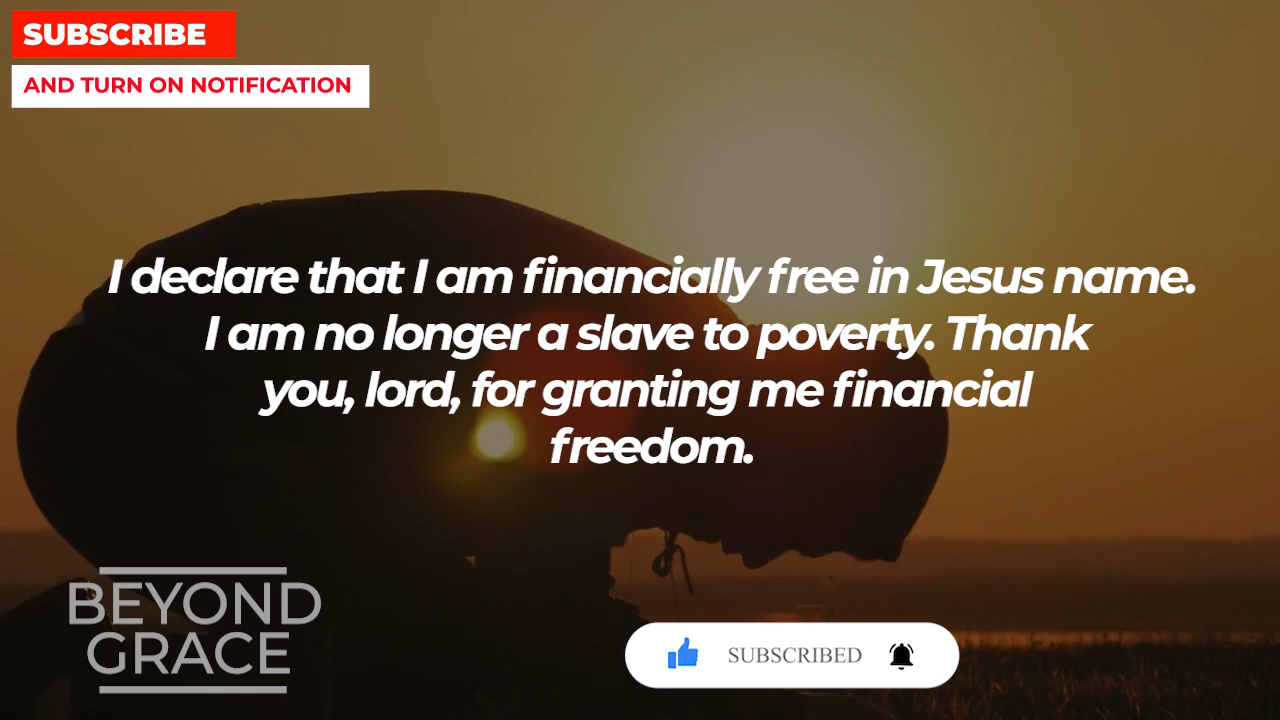 SUBSCRIBE
AND TURN ON NOTIFICATION
I declare that I am financially free in Jesus name.
I am no longer a slave to poverty. Thank
you, lord, for granting me financial
freedom.
BEYOND
GRACE
SUBSCRIBED